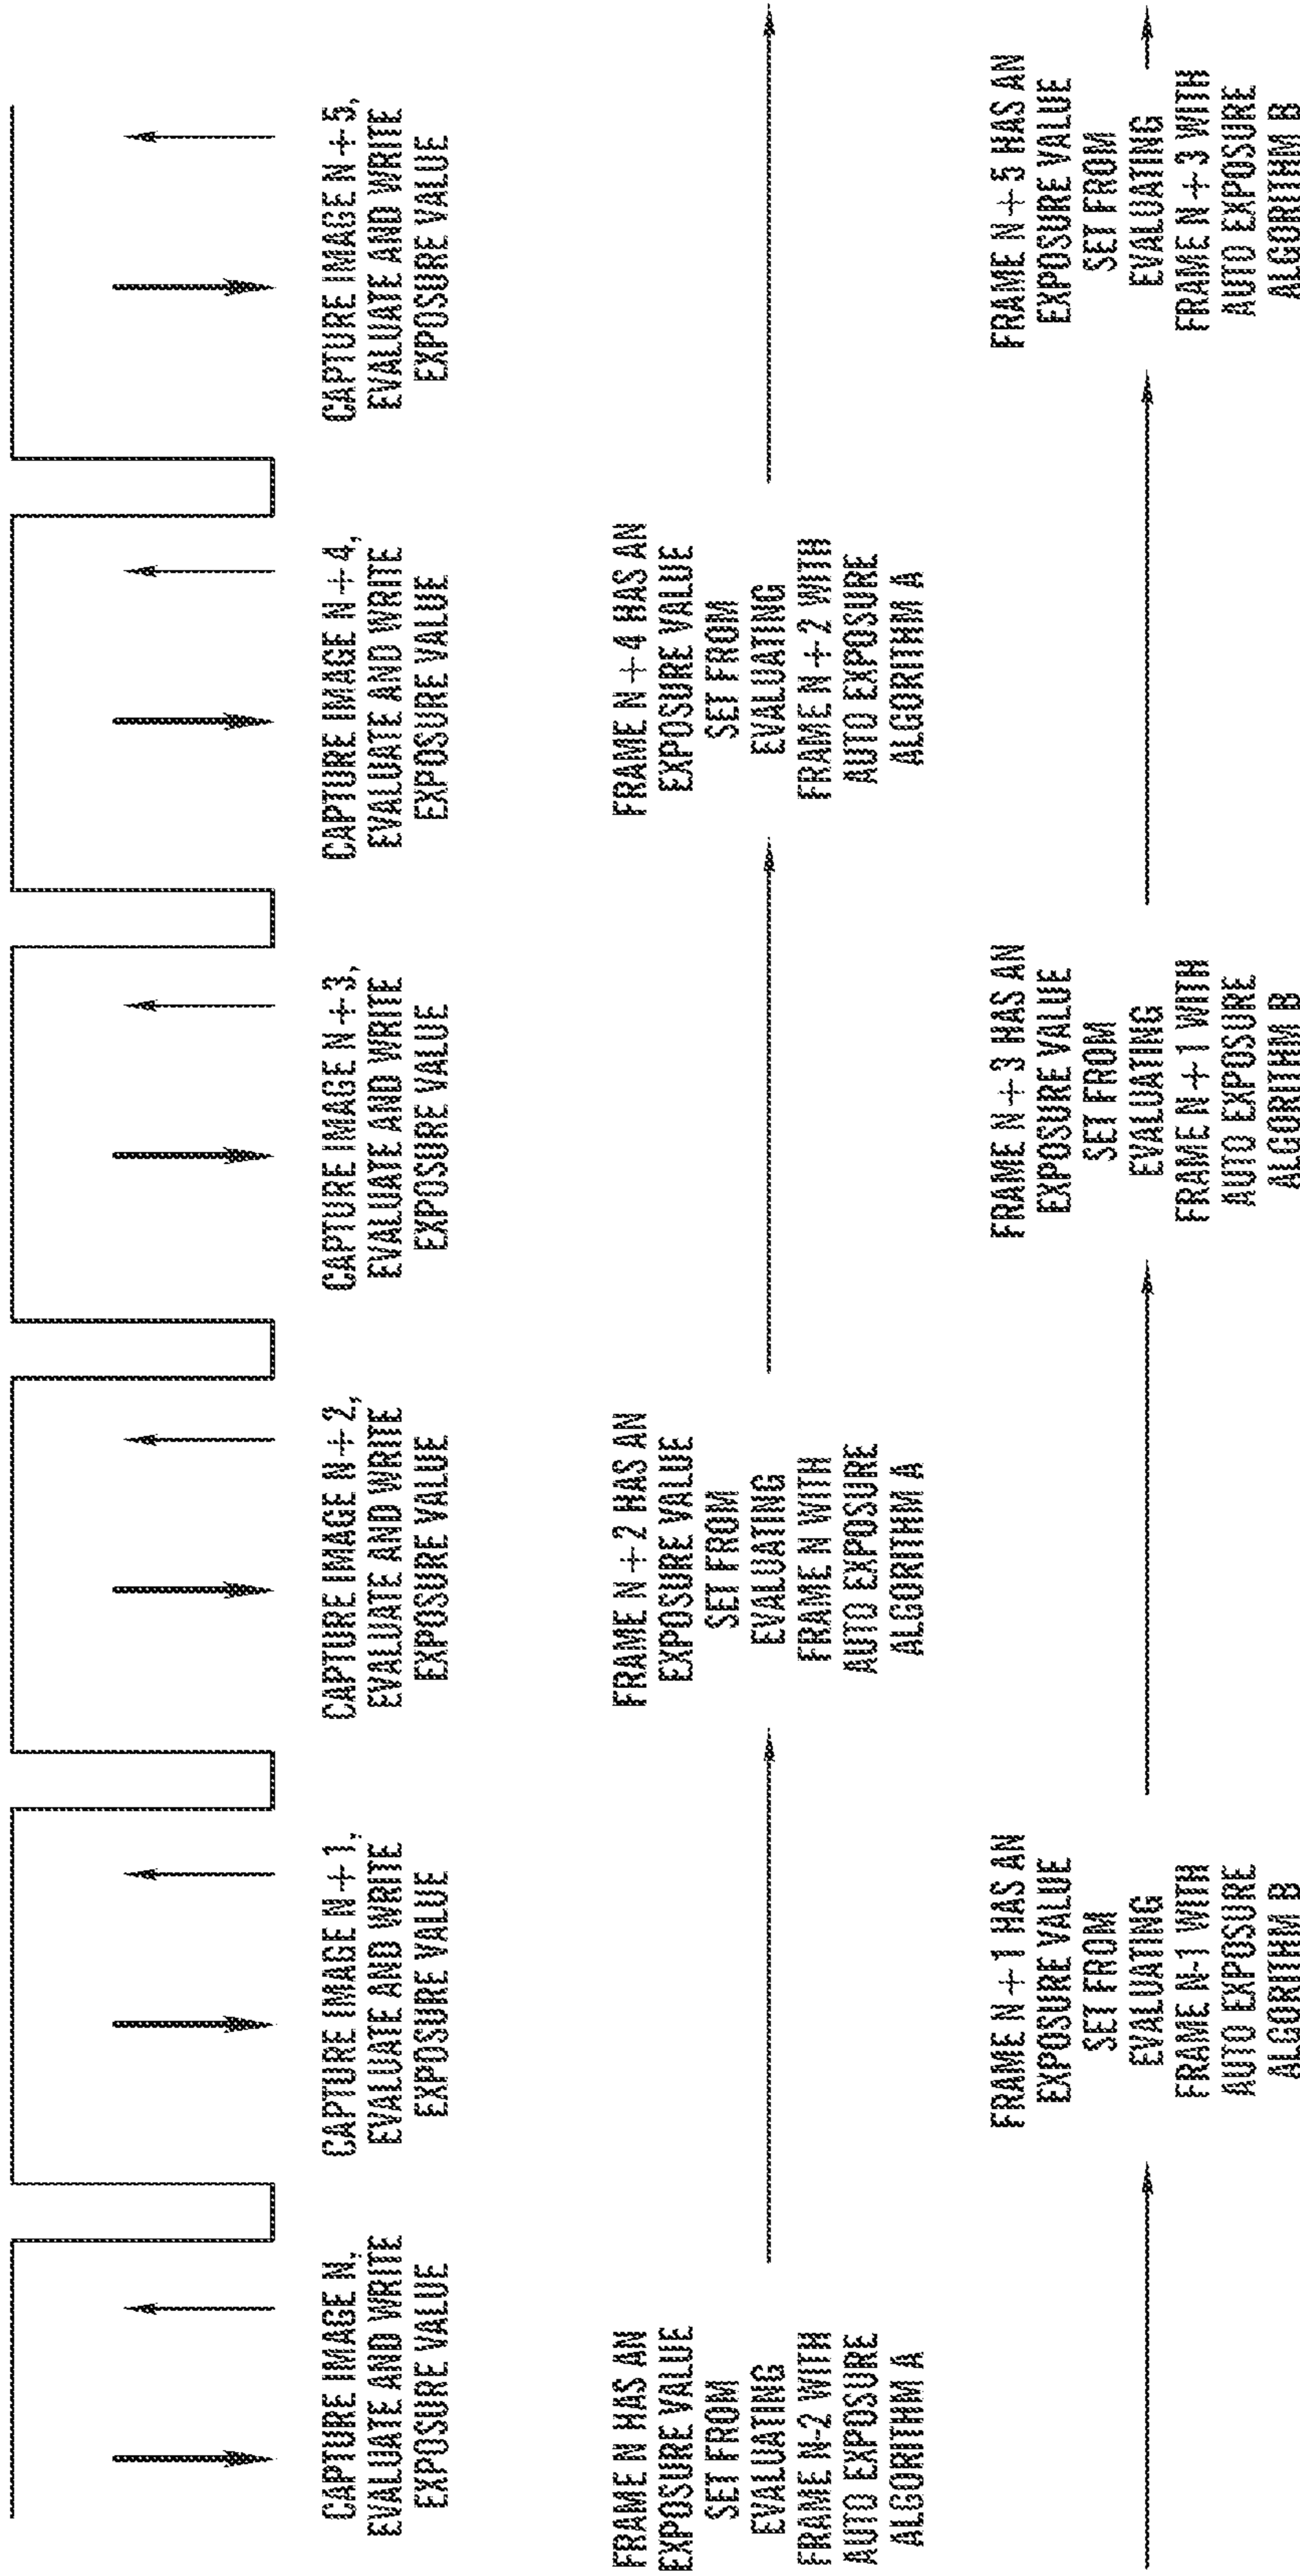 CAPTURE IMAGE N,
EVALUATE AND WRITE
EXPOSURE VALUE
CAPTURE IMAGE N + 1,
EVALUATE AND WRITE
EXPOSURE VALUE
CAPTURE IMAGE N + 2,
EVALUATE AND WRITE
EXPOSURE VALUE
CAPTURE IMAGE N + 3,
EVALUATE AND WRITE
EXPOSURE VALUE
CAPTURE IMAGE N + 4,
EVALUATE AND WRITE
EXPOSURE VALUE
CAPTURE IMAGE N + 5,
EVALUATE AND WRITE
EXPOSURE VALUE
FRAME N HAS AN
EXPOSURE VALUE
SET FROM
EVALUATING
FRAME N-2 WITH
AUTO EXPOSURE
ALGORITHM A
FRAME N + 2 HAS AN
EXPOSURE VALUE
SET FROM
EVALUATING
FRAME N WITH
AUTO EXPOSURE
ALGORITHM A
FRAME N + 4 HAS AN
EXPOSURE VALUE
SET FROM
EVALUATING
FRAME N + 2 WITH
AUTO EXPOSURE
ALGORITHM A
FRAME N + 1 HAS AN
EXPOSURE VALUE
SET FROM
EVALUATING
FRAME N-1 WITH
AUTO EXPOSURE
ALGORITHM B
FRAME N + 3 HAS AN
EXPOSURE VALUE
SET FROM
EVALUATING
FRAME N + 1 WITH
AUTO EXPOSURE
ALGORITHM B
FRAME N + 5 HAS AN
EXPOSURE VALUE
SET FROM
EVALUATING
FRAME N + 3 WITH
AUTO EXPOSURE
ALGORITHM B